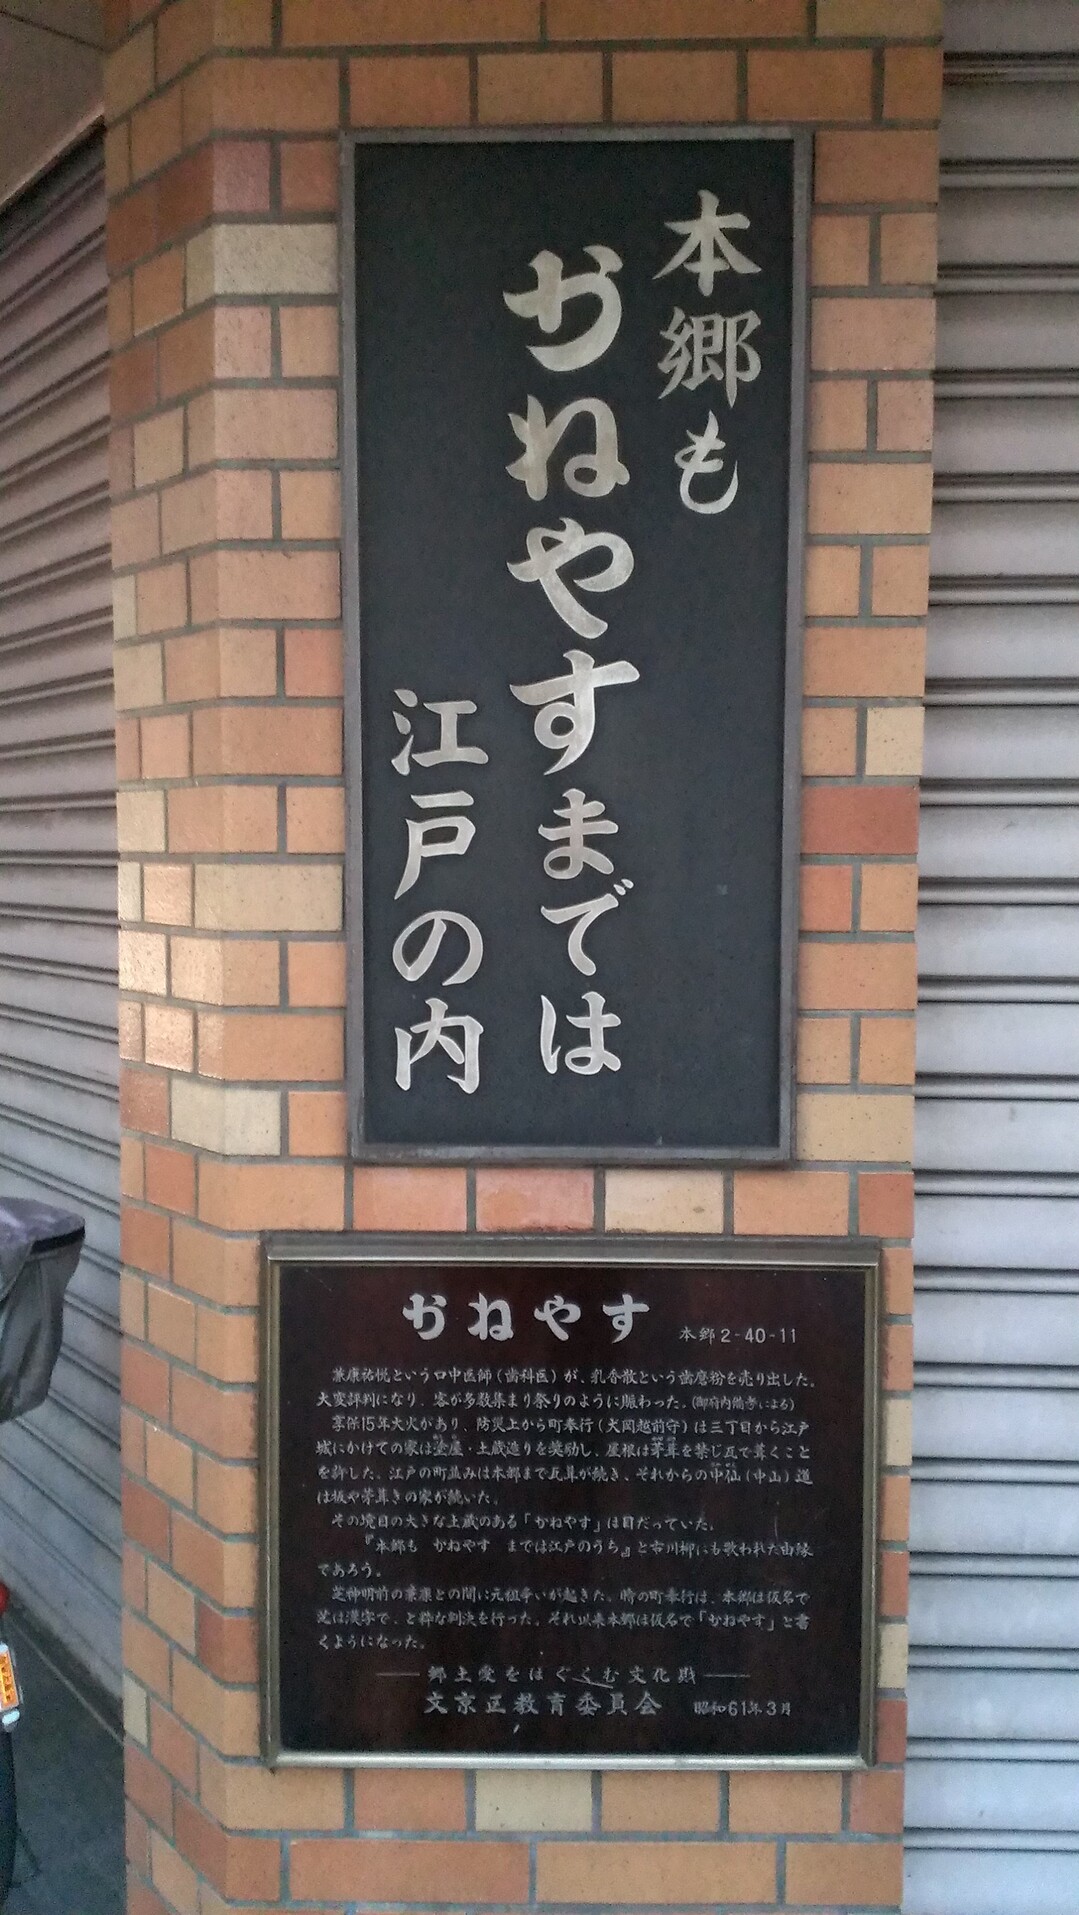 本郷も
かねやすまでは
江戸の内
かねやす 本郷2-40-11
兼康祐悦という口中医師(歯科医)が、乳香散という歯磨粉を売り出した。
大変評判になり、客が多数集まり祭りのように賑わった。(御府内備考による)
享保15年大火があり、防災上から町奉行(大岡越前守)は三丁目から江戸
城にかけての家は塗屋・土蔵造りを奨励し、屋根は茅葺を禁じ瓦で葺くこと
を許した。江戸の町並みは本郷まで瓦葺が続き、それからの中仙(中山)道
は板や茅葺きの家が続いた。
その境目の大きな土蔵のある「かねやす」は目だっていた。
『本郷も かねやす までは江戸のうち』と古川柳にも歌われた由縁
であろう。
芝神明前の兼康との間に元祖争いが起きた。時の町奉行は、本郷は仮名で
芝は漢字で、と粋な判決を行った。それ以来本郷は仮名で「かねやす」と書
くようになった。
郷土愛をはぐくむ文化財
文京区教育委員会 昭和61年3月